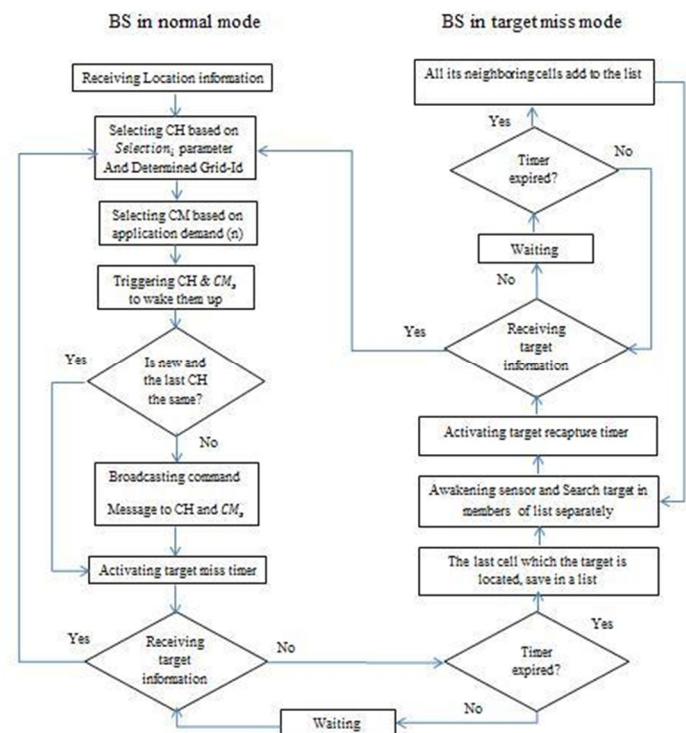 BS in normal mode
Receiving Location information
Selecting CH based on
Selectionᵢ parameter
And Determined Grid-Id
Selecting CM based on
application demand (n)
Triggering CH & CMₛ
to wake them up
Yes
Is new and
the last CH
the same?
No
Broadcasting command
Message to CH and CMₛ
Activating target miss timer
Yes
Receiving
target
information
No
Waiting
BS in target miss mode
All its neighboring cells add to the list
Yes
Timer
expired?
No
Waiting
No
Yes
Receiving
target
information
Activating target recapture timer
Awakening sensor and Search target in
members of list separately
The last cell which the target is
located, save in a list
Yes
Timer
expired?
No